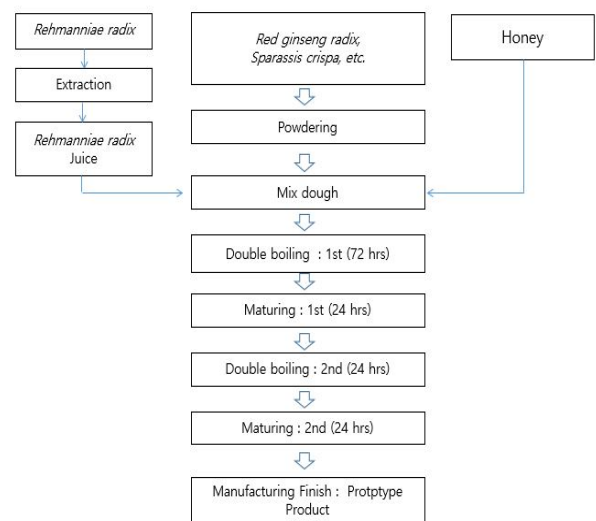 Rehmanniae radix
Extraction
Rehmanniae radix
Juice
Red ginseng radix,
Sparassis crispa, etc.
Powdering
Honey
Mix dough
Double boiling : 1st (72 hrs)
Maturing : 1st (24 hrs)
Double boiling : 2nd (24 hrs)
Maturing : 2nd (24 hrs)
Manufacturing Finish : Protptype
Product